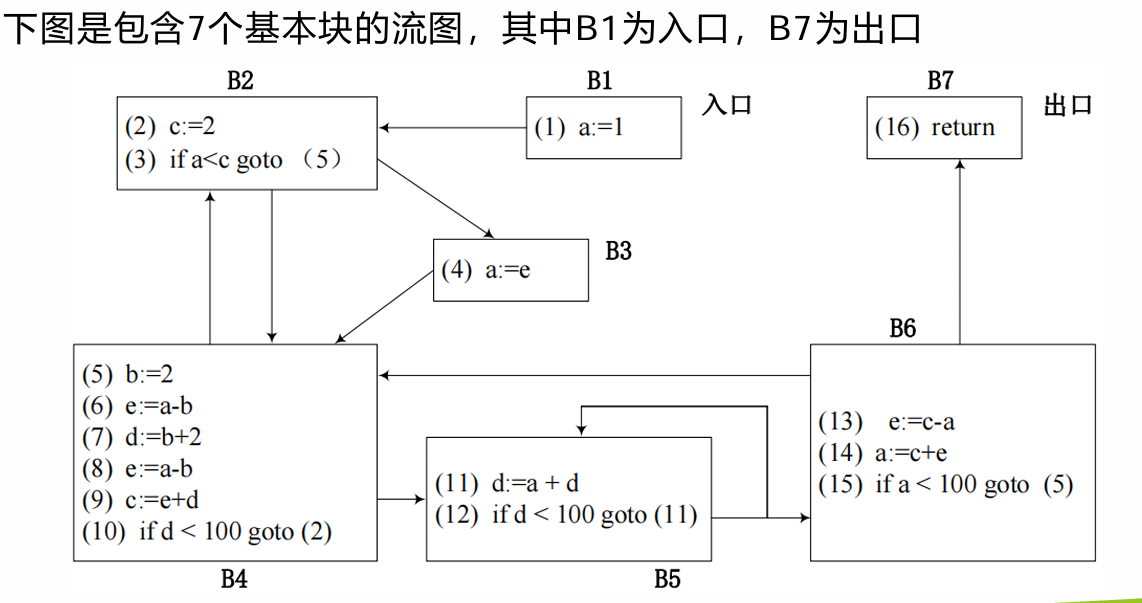 下图是包含7个基本块的流图，其中B1为入口，B7为出口
B2
(2) c:=2
(3) if a<c goto （5）
B1
入口
(1) a:=1
B7
出口
(16) return
B3
(4) a:=e
B4
(5) b:=2
(6) e:=a-b
(7) d:=b+2
(8) e:=a-b
(9) c:=e+d
(10) if d < 100 goto (2)
B5
(11) d:=a + d
(12) if d < 100 goto (11)
B6
(13) e:=c-a
(14) a:=c+e
(15) if a < 100 goto (5)